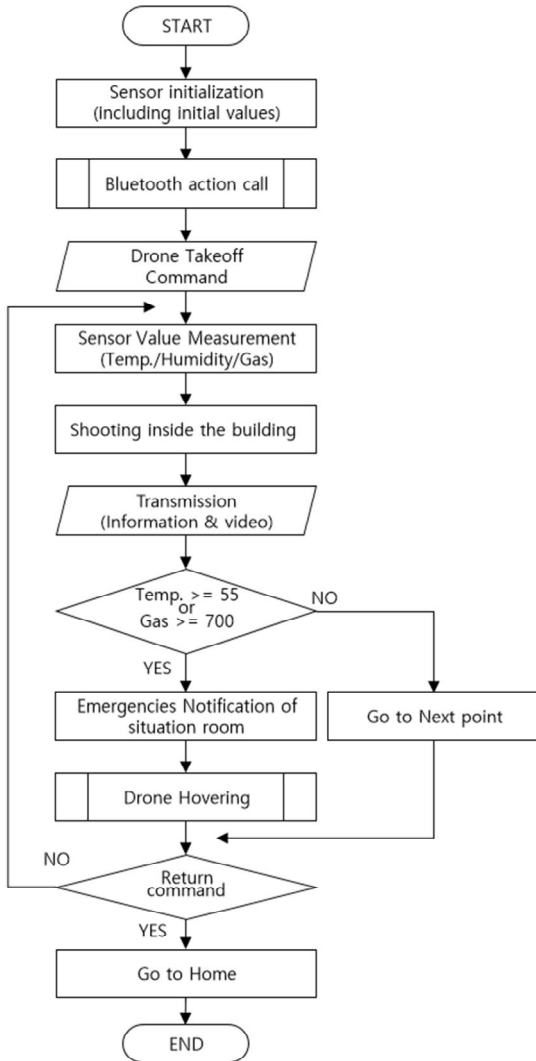 START
Sensor initialization
(including initial values)
Bluetooth action call
Drone Takeoff
Command
Sensor Value Measurement
(Temp./Humidity/Gas)
Shooting inside the building
Transmission
(Information & video)
Temp. >= 55
or
Gas >= 700
NO
YES
Emergencies Notification of
situation room
Go to Next point
Drone Hovering
NO
Return
command
YES
Go to Home
END